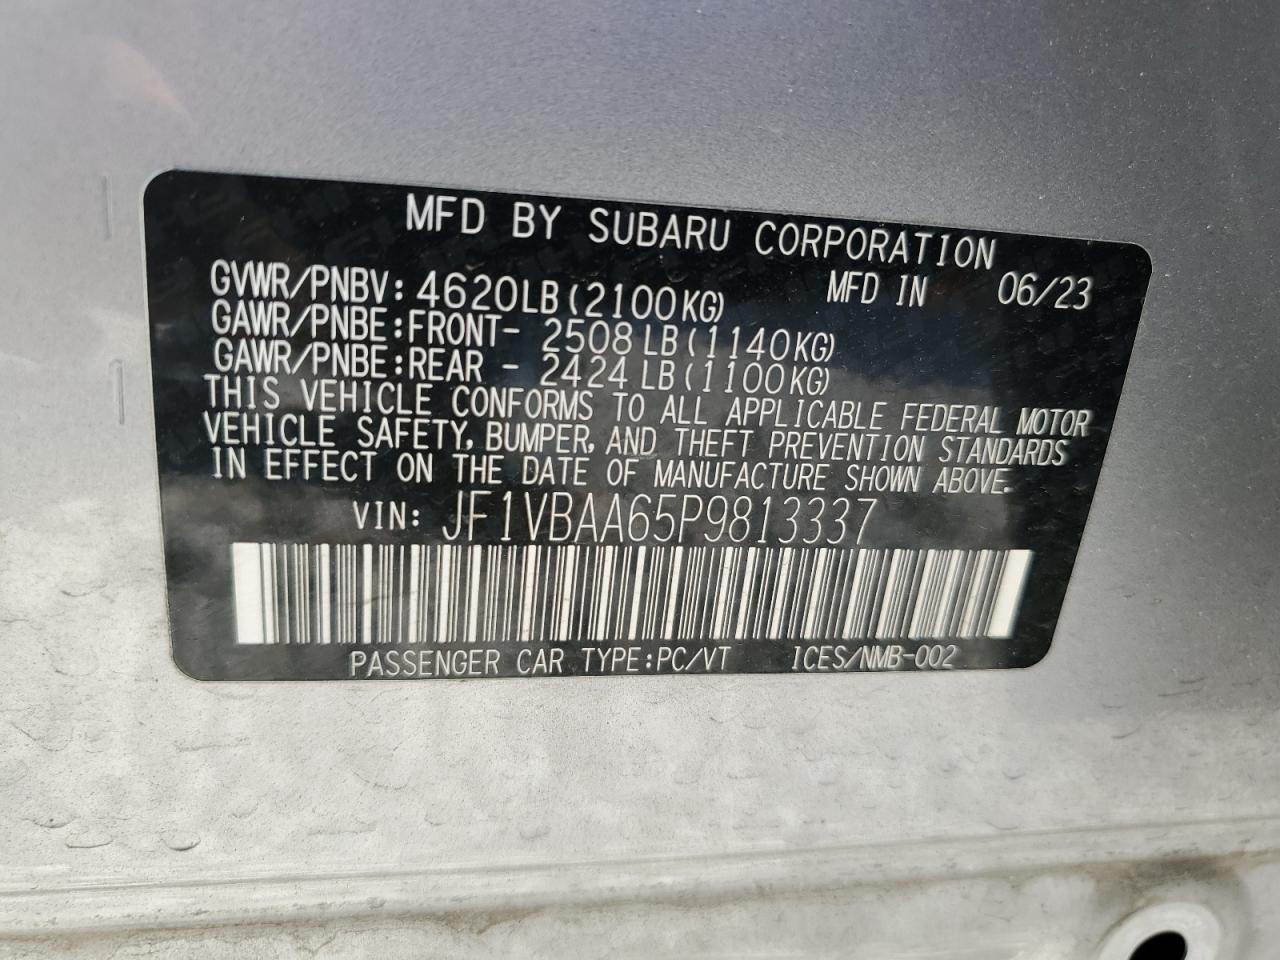 MFD BY SUBARU CORPORATION
MFD IN 06/23
GVWR/PNBV: 4620LB(2100KG)
GAWR/PNBE:FRONT- 2508LB(1140KG)
GAWR/PNBE:REAR - 2424LB(1100KG)
THIS VEHICLE CONFORMS TO ALL APPLICABLE FEDERAL MOTOR
VEHICLE SAFETY, BUMPER, AND THEFT PREVENTION STANDARDS
IN EFFECT ON THE DATE OF MANUFACTURE SHOWN ABOVE.
VIN: JF1VBAA65P9813337
PASSENGER CAR TYPE:PC/VT ICES/NMB-002